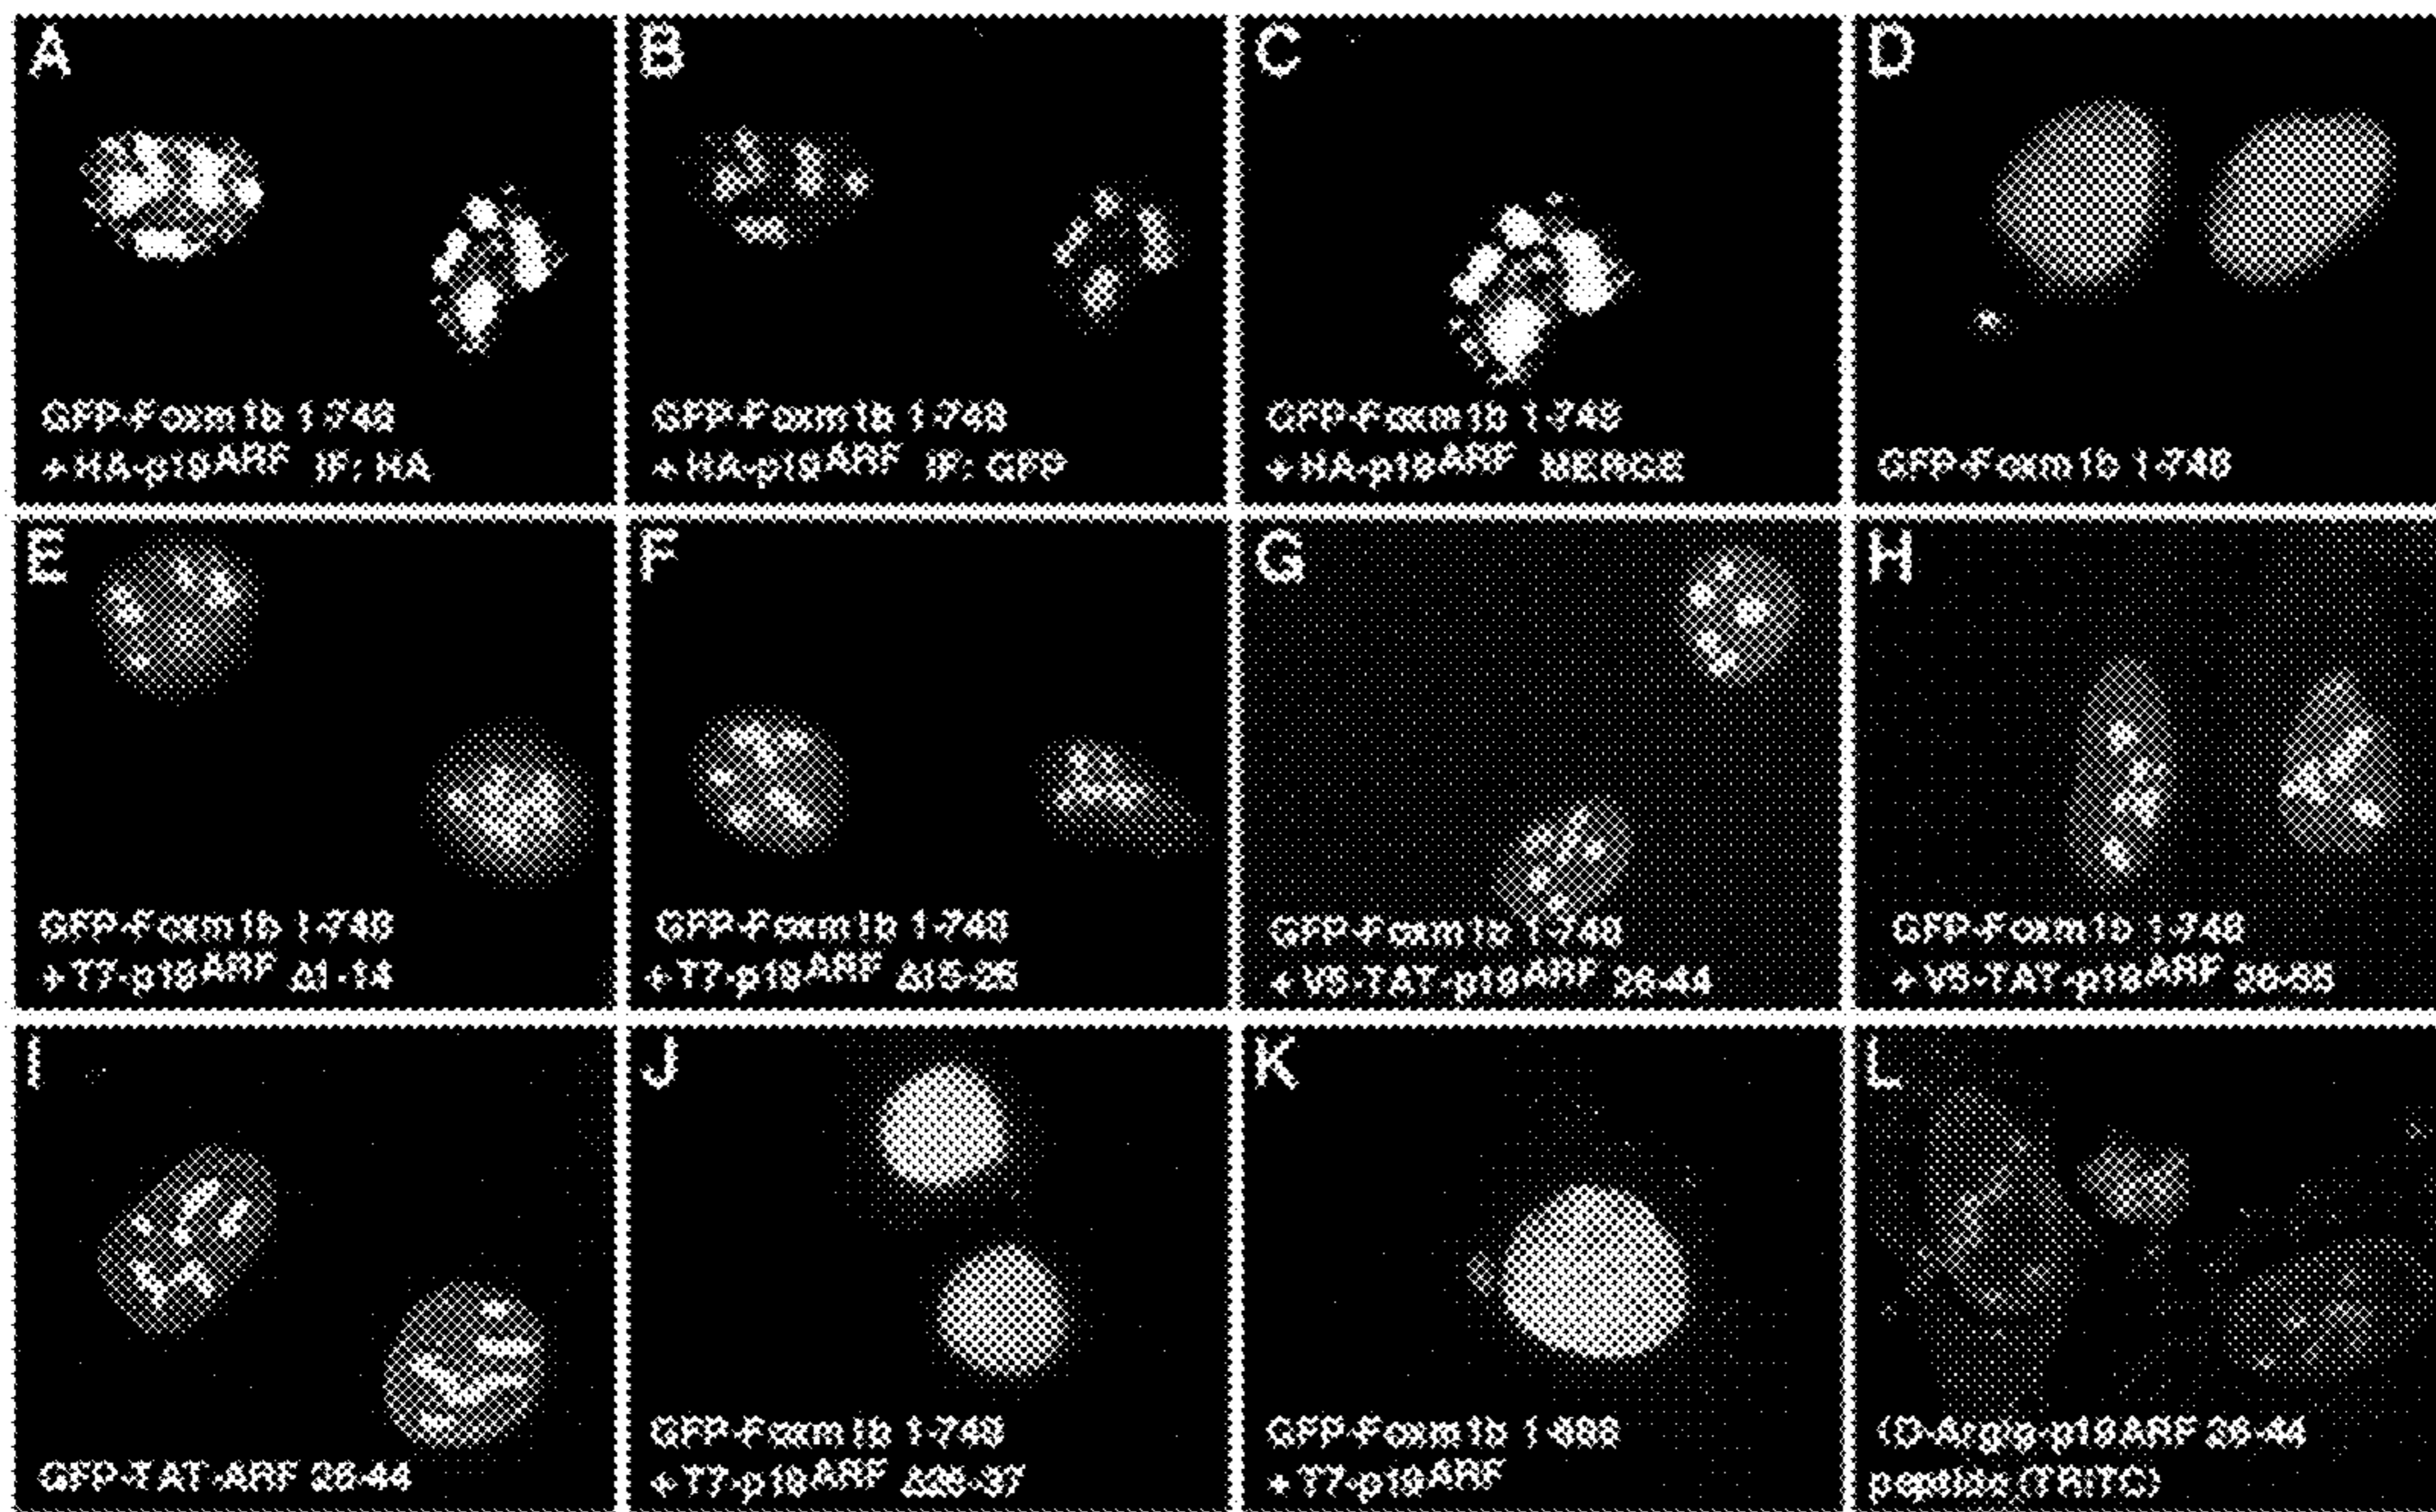 A
GFP-Foxm1b 1-748
+HA-p19ARF IF: HA
B
GFP-Foxm1b 1-748
+HA-p19ARF IF: GFP
C
GFP-Foxm1b 1-748
+HA-p19ARF MERGE
D
GFP-Foxm1b 1-748
E
GFP-Foxm1b 1-748
+T7-p19ARF Δ1-14
F
GFP-Foxm1b 1-748
+T7-p19ARF Δ15-25
G
GFP-Foxm1b 1-748
+V5-TAT-p19ARF 26-44
H
GFP-Foxm1b 1-748
+V5-TAT-p19ARF 26-55
I
GFP-TAT-ARF 26-44
J
GFP-Foxm1b 1-748
+T7-p19ARF Δ26-37
K
GFP-Foxm1b 1-688
+T7-p19ARF
L
(D-Arg)9-p19ARF 26-44
peptide (TRITC)